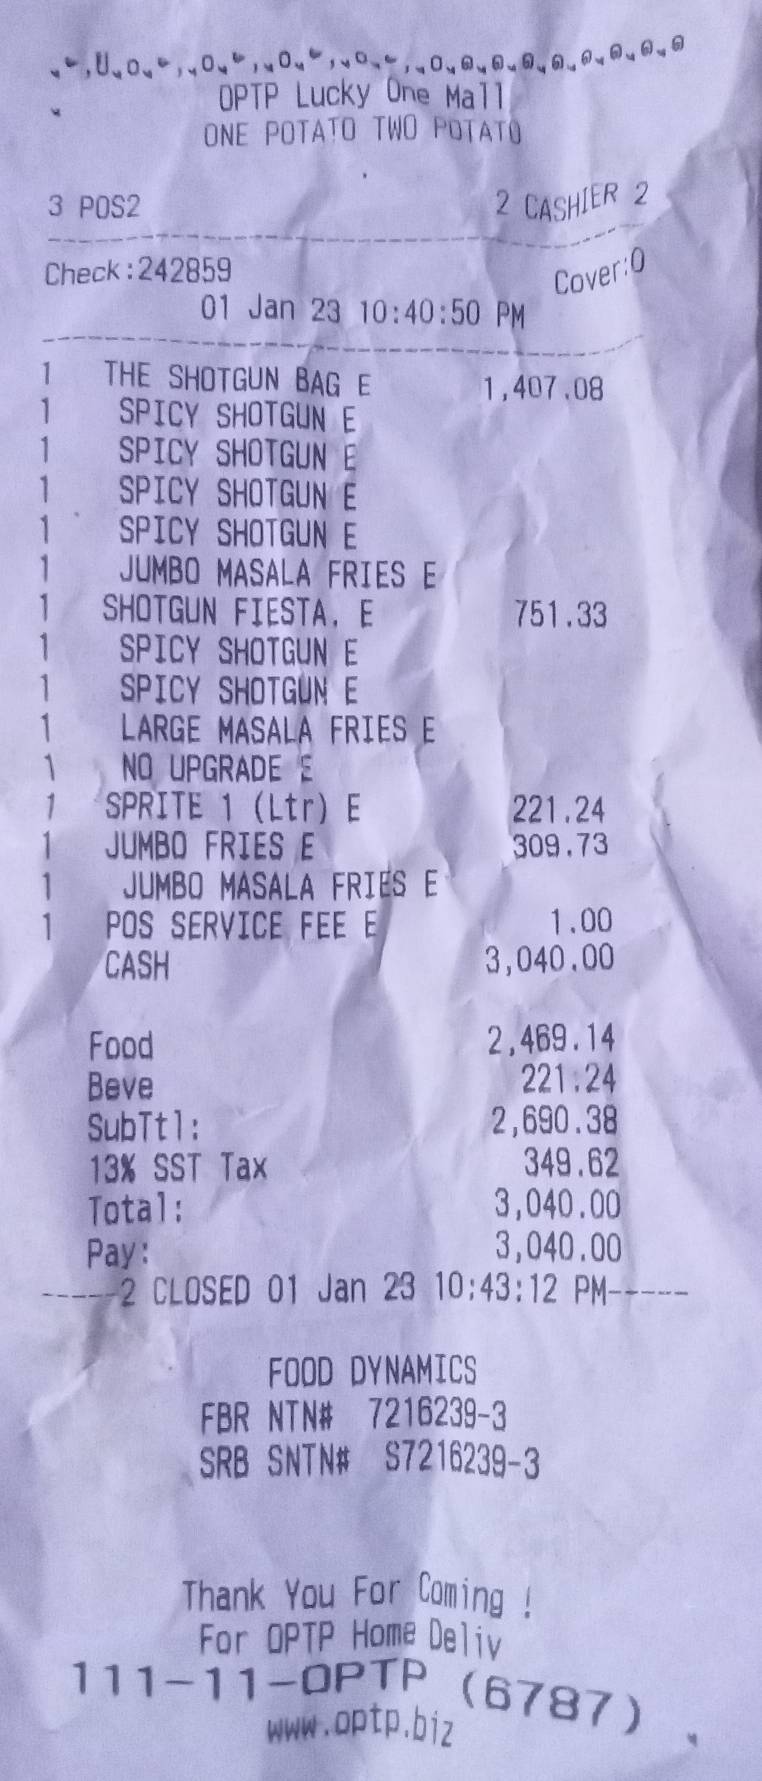 OPTP Lucky One Mall
ONE POTATO TWO POTATO
3 POS2 2 CASHIER 2
Check:242859 Cover:0
01 Jan 23 10:40:50 PM
1 THE SHOTGUN BAG E 1,407.08
1 SPICY SHOTGUN E
1 SPICY SHOTGUN E
1 SPICY SHOTGUN E
1 SPICY SHOTGUN E
1 JUMBO MASALA FRIES E
1 SHOTGUN FIESTA. E 751.33
1 SPICY SHOTGUN E
1 SPICY SHOTGUN E
1 LARGE MASALA FRIES E
1 NO UPGRADE E
1 SPRITE 1 (Ltr) E 221.24
1 JUMBO FRIES E 309.73
1 JUMBO MASALA FRIES E
1 POS SERVICE FEE E 1.00
CASH 3,040.00
Food 2,469.14
Beve 221.24
SubTtl: 2,690.38
13% SST Tax 349.62
Total: 3,040.00
Pay: 3,040.00
-----2 CLOSED 01 Jan 23 10:43:12 PM-----
FOOD DYNAMICS
FBR NTN# 7216239-3
SRB SNTN# S7216239-3
Thank You For Coming !
For OPTP Home Deliv
111-11-OPTP (6787)
www.optp.biz